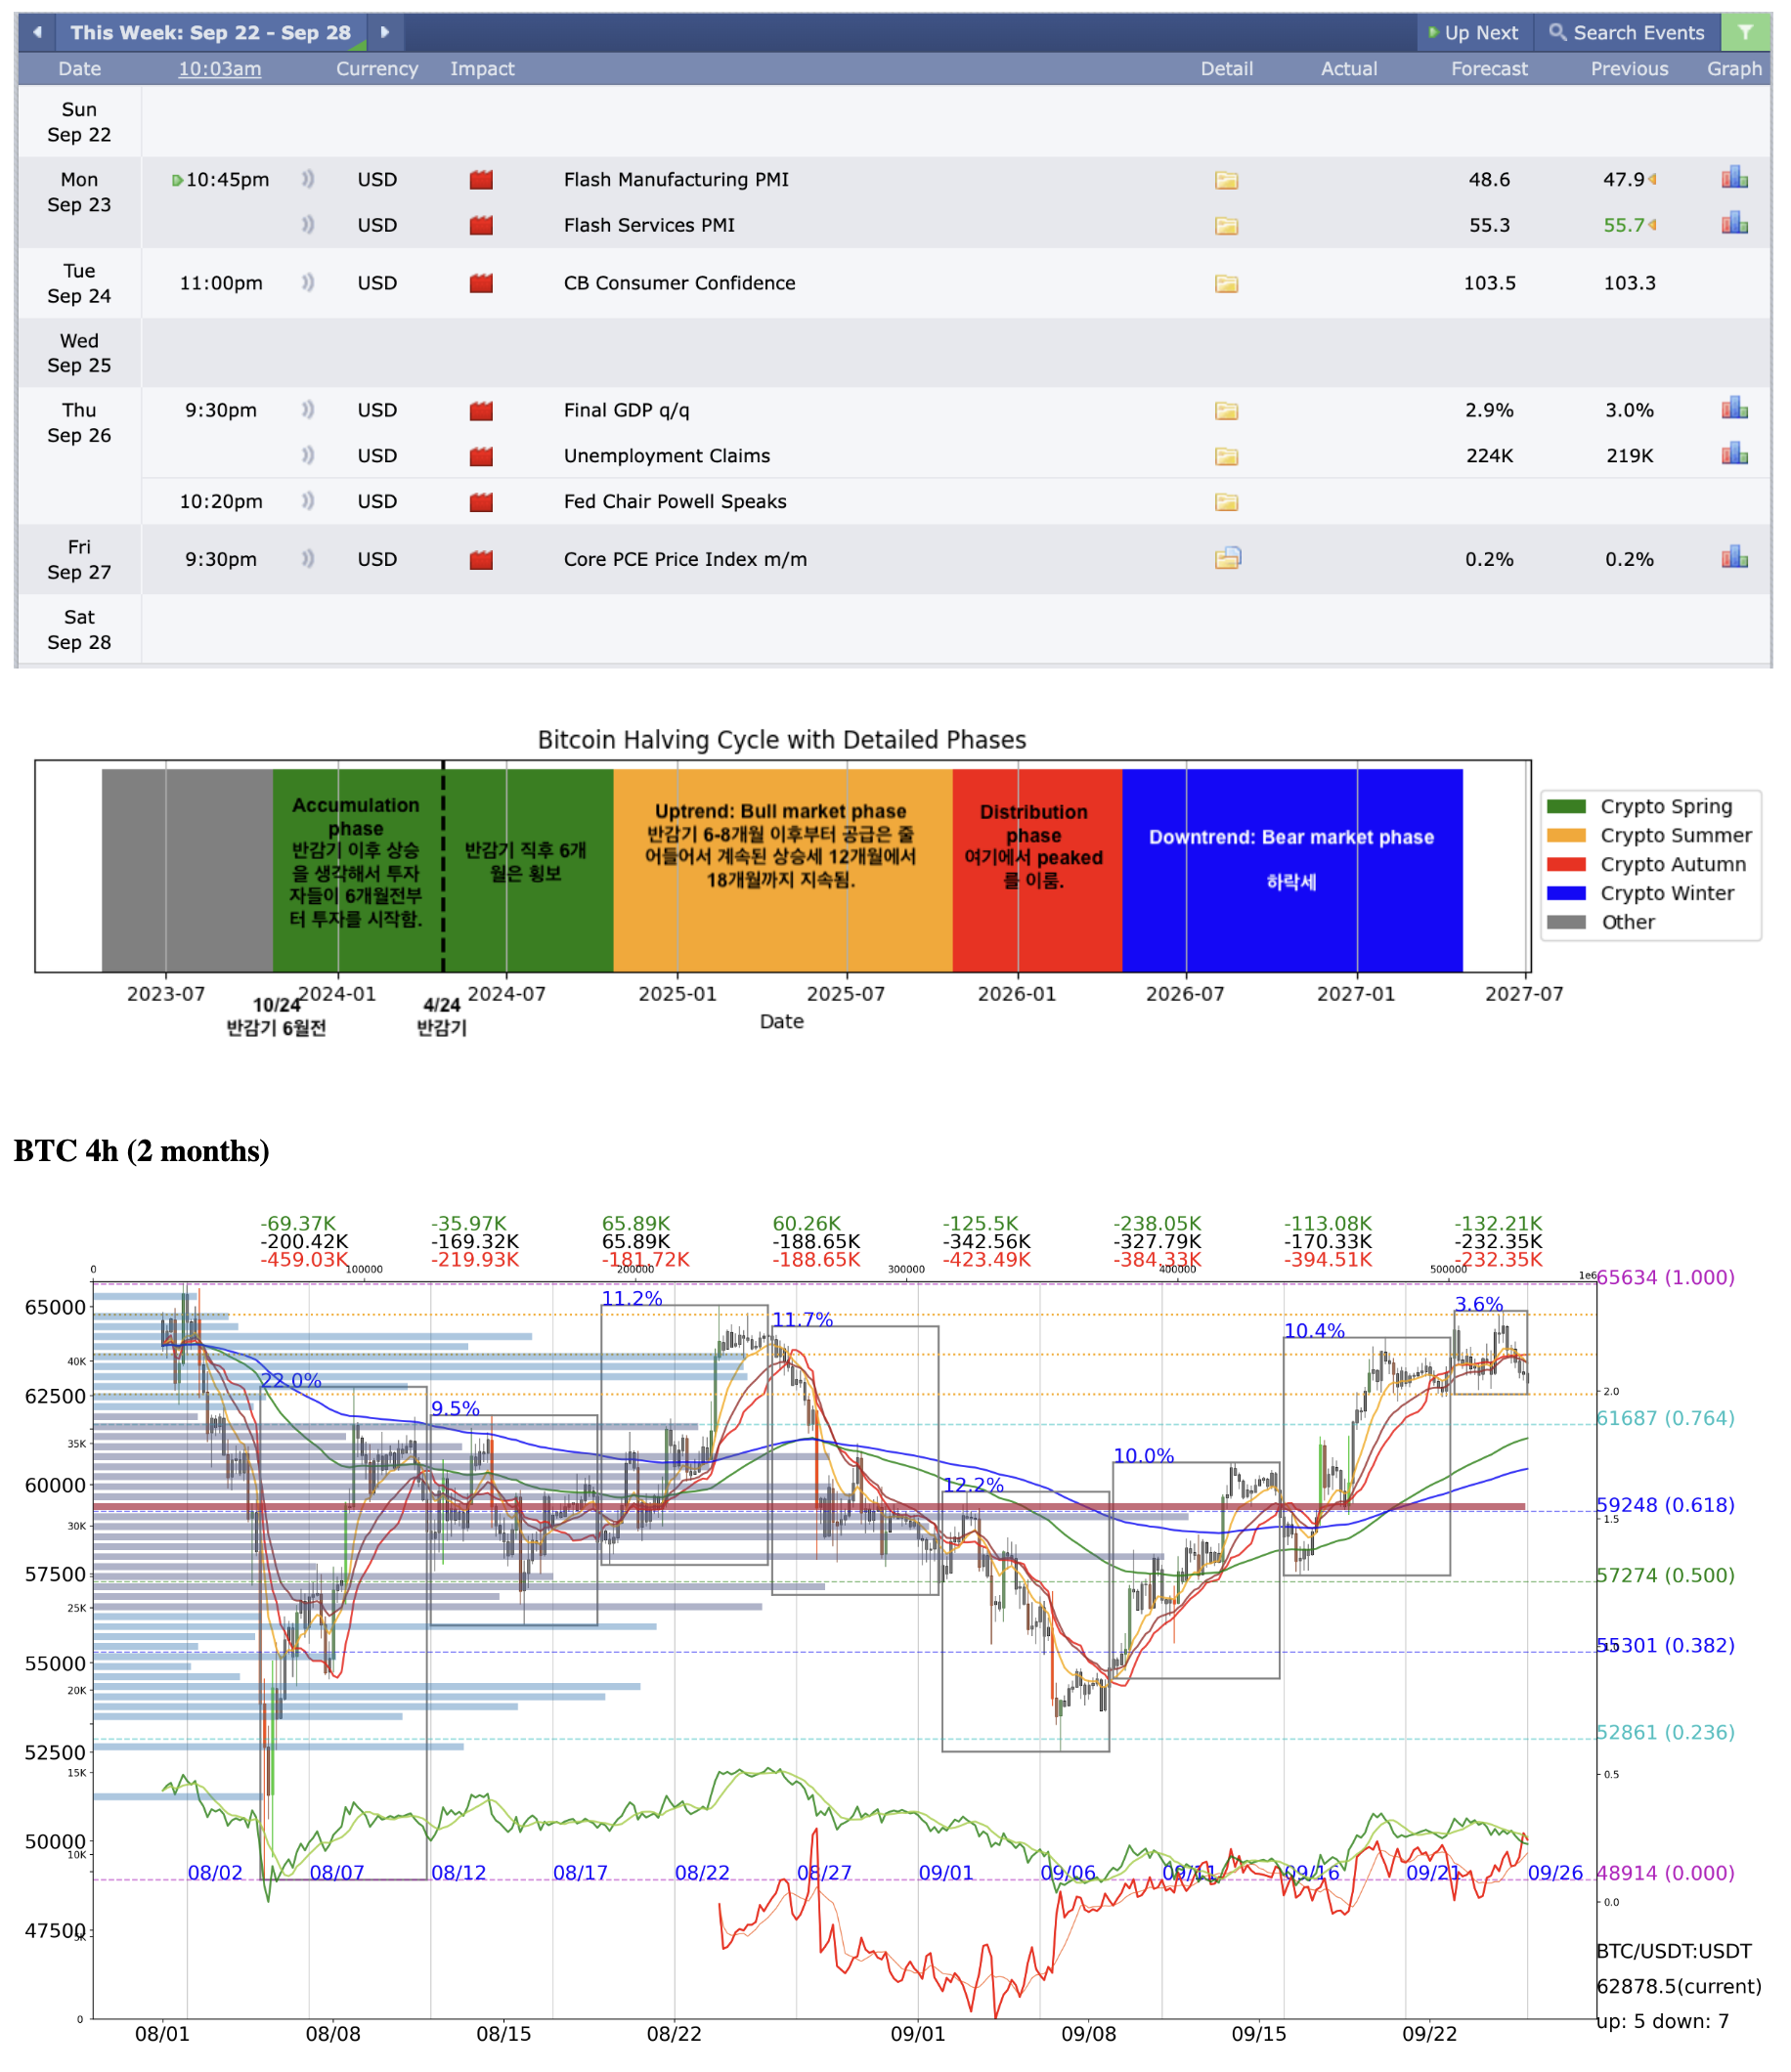 This Week: Sep 22 - Sep 28 Up Next Search Events
Date 10:03am Currency Impact Detail Actual Forecast Previous Graph
Sun
Sep 22
Mon
Sep 23
10:45pm USD Flash Manufacturing PMI 48.6 47.9
USD Flash Services PMI 55.3 55.7
Tue
Sep 24
11:00pm USD CB Consumer Confidence 103.5 103.3
Wed
Sep 25
Thu
Sep 26
9:30pm USD Final GDP q/q 2.9% 3.0%
USD Unemployment Claims 224K 219K
10:20pm USD Fed Chair Powell Speaks
Fri
Sep 27
9:30pm USD Core PCE Price Index m/m 0.2% 0.2%
Sat
Sep 28
Bitcoin Halving Cycle with Detailed Phases
Accumulation
phase
반감기 이후 상승
을 생각해서 투자
자들이 6개월전부
터 투자를 시작함.
반감기 직후 6개
월은 횡보
Uptrend: Bull market phase
반감기 6-8개월 이후부터 공급은 줄
어들어서 계속된 상승세 12개월에서
18개월까지 지속됨.
Distribution
phase
여기에서 peaked
를 이룸.
Downtrend: Bear market phase
하락세
Crypto Spring
Crypto Summer
Crypto Autumn
Crypto Winter
Other
2023-07 2024-01 2024-07 2025-01 2025-07 2026-01 2026-07 2027-01 2027-07
10/24
반감기 6월전
4/24
반감기
Date
BTC 4h (2 months)
-69.37K -35.97K 65.89K 60.26K -125.5K -238.05K -113.08K -132.21K
-200.42K -169.32K 65.89K -188.65K -342.56K -327.79K -170.33K -232.35K
-459.03K -219.93K -181.72K -188.65K -423.49K -384.33K -394.51K -232.35K
0 100000 200000 300000 400000 500000 1e6
65634 (1.000)
65000
11.2%
11.7%
10.4%
3.6%
40K
62500
22.0%
9.5%
2.0
61687 (0.764)
35K
60000
12.2%
10.0%
59248 (0.618)
1.5
30K
57500
57274 (0.500)
25K
55301 (0.382)
55000
20K
52861 (0.236)
52500
15K
0.5
50000
10K
08/02 08/07 08/12 08/17 08/22 08/27 09/01 09/06 09/11 09/16 09/21 09/26
48914 (0.000)
0.0
47500
BTC/USDT:USDT
62878.5(current)
up: 5 down: 7
0
08/01 08/08 08/15 08/22 09/01 09/08 09/15 09/22